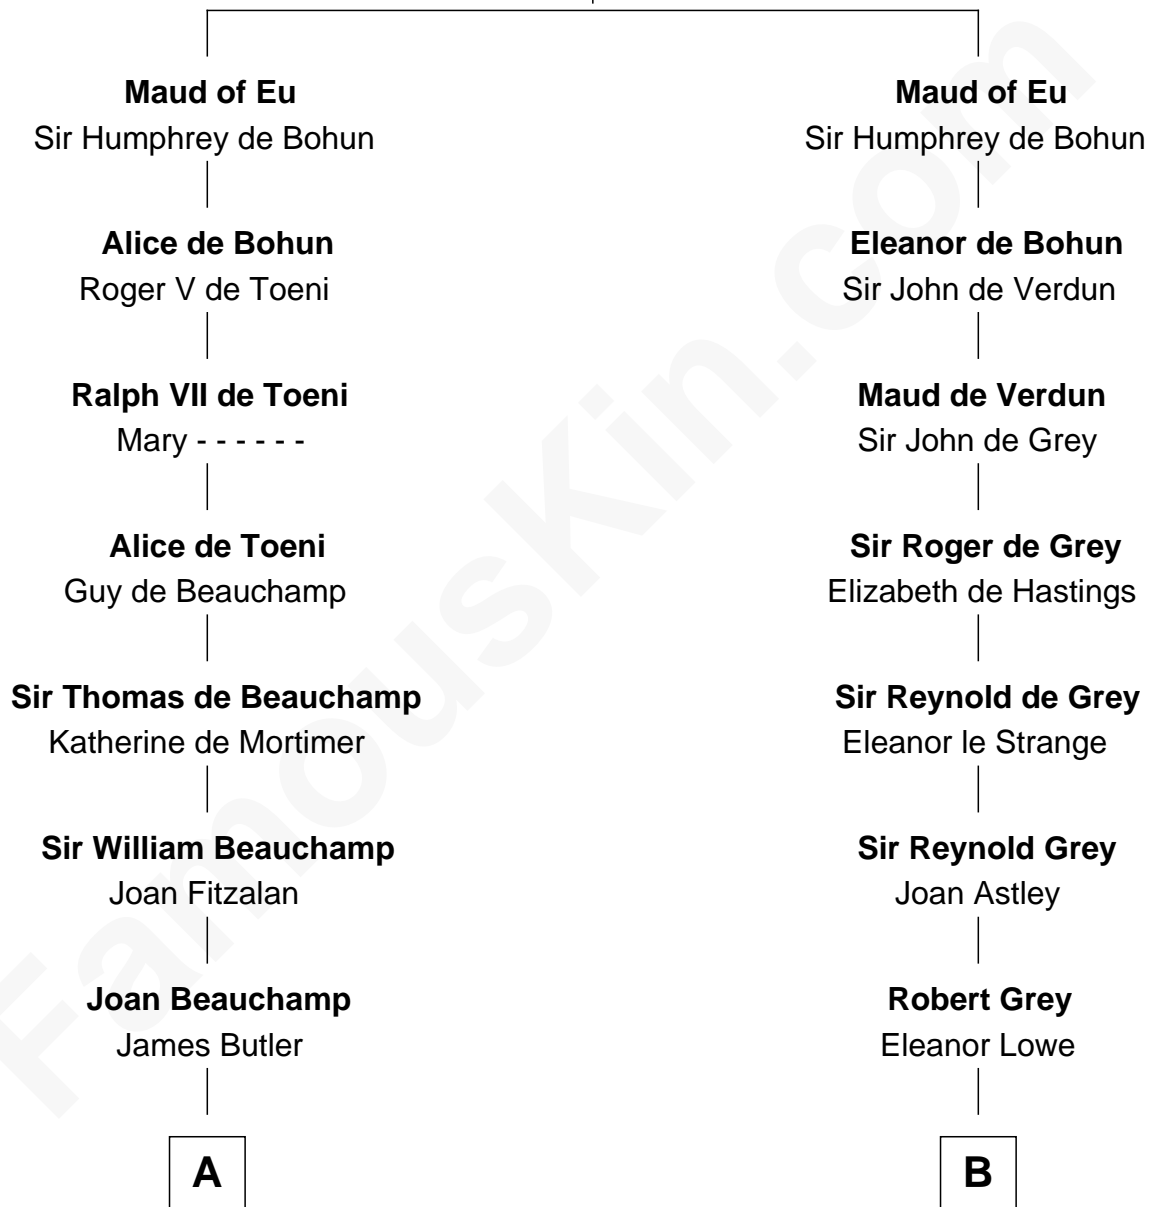 Maud of Eu
Sir Humphrey de Bohun
Alice de Bohun
Roger V de Toeni
Ralph VII de Toeni
Mary - - - - - -
Alice de Toeni
Guy de Beauchamp
Sir Thomas de Beauchamp
Katherine de Mortimer
Sir William Beauchamp
Joan Fitzalan
Joan Beauchamp
James Butler
A
Maud of Eu
Sir Humphrey de Bohun
Eleanor de Bohun
Sir John de Verdun
Maud de Verdun
Sir John de Grey
Sir Roger de Grey
Elizabeth de Hastings
Sir Reynold de Grey
Eleanor le Strange
Sir Reynold Grey
Joan Astley
Robert Grey
Eleanor Lowe
B
FamousKin.com